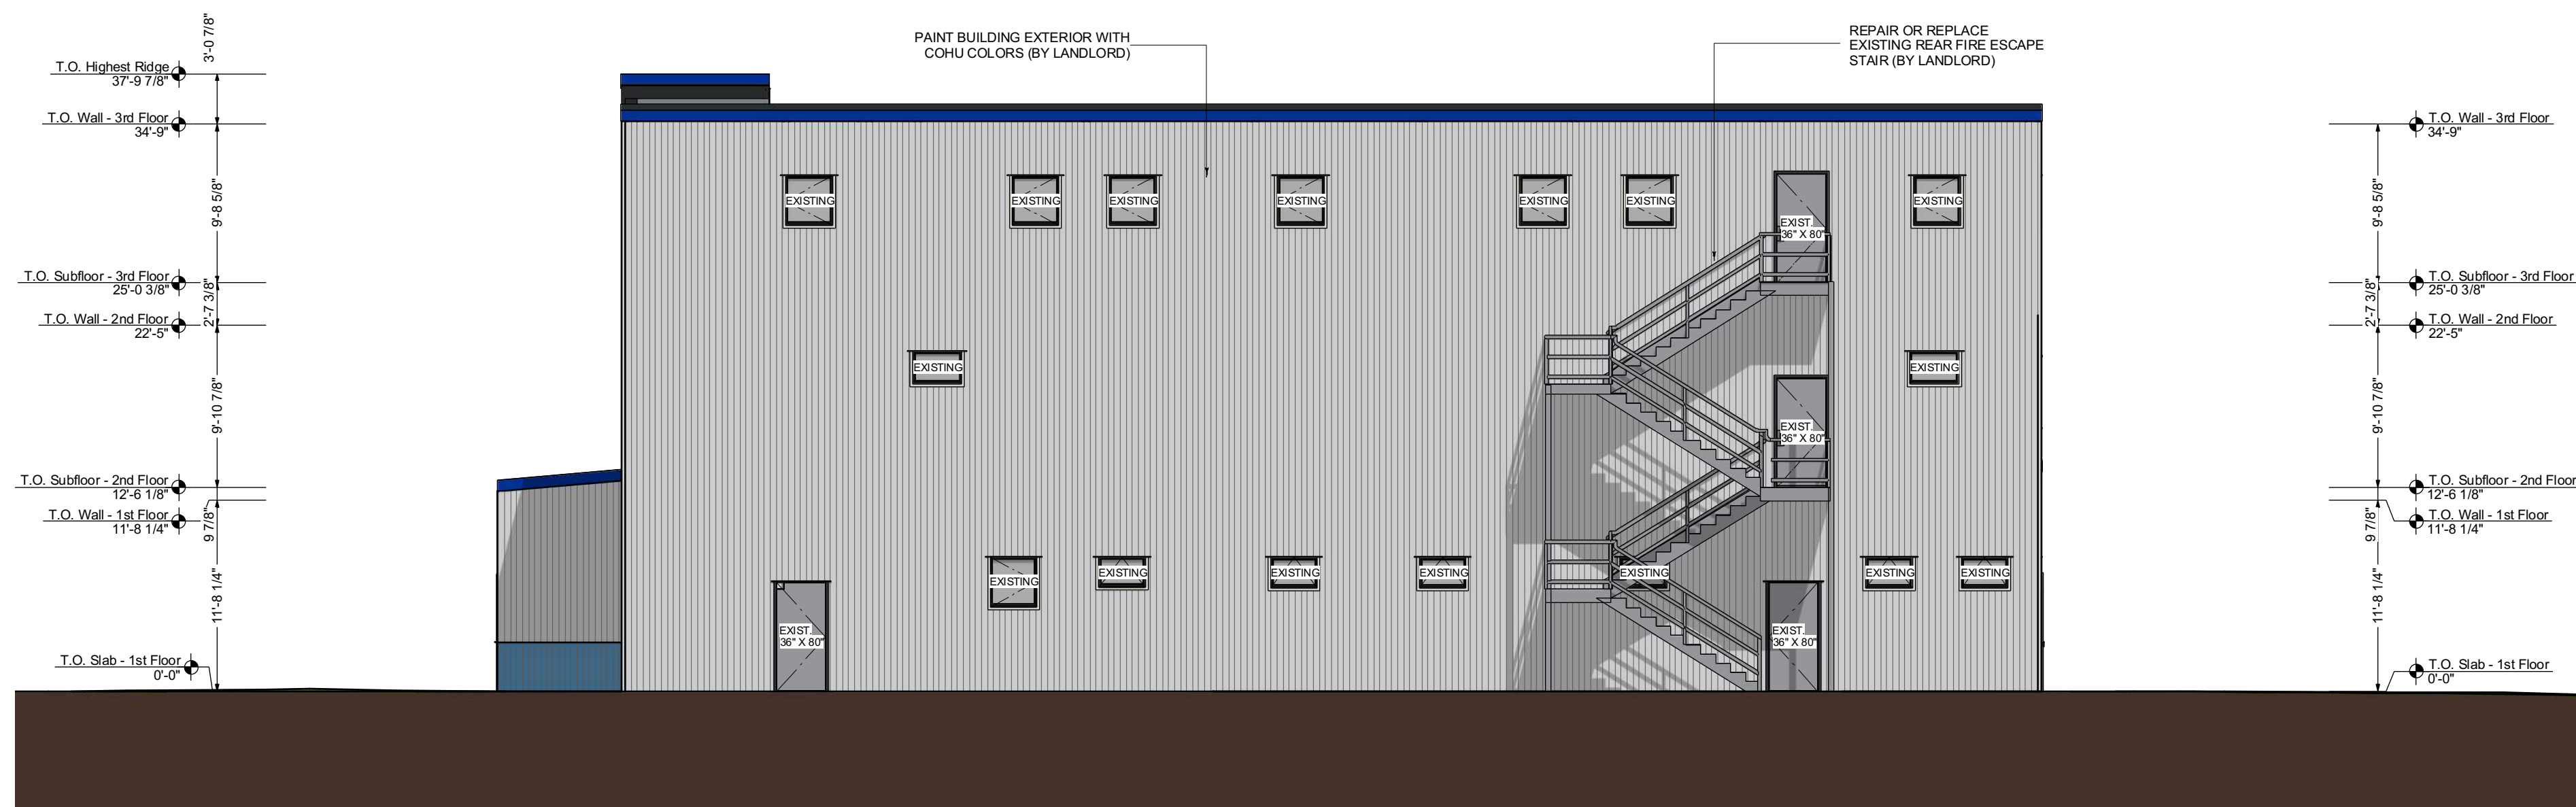 3'-0 7/8"
PAINT BUILDING EXTERIOR WITH
COHU COLORS (BY LANDLORD)
REPAIR OR REPLACE
EXISTING REAR FIRE ESCAPE
STAIR (BY LANDLORD)
T.O. Highest Ridge
37'-9 7/8"
T.O. Wall - 3rd Floor
34'-9"
9'-8 5/8"
T.O. Subfloor - 3rd Floor
25'-0 3/8"
2'-7 3/8"
T.O. Wall - 2nd Floor
22'-5"
9'-10 7/8"
T.O. Subfloor - 2nd Floor
12'-6 1/8"
T.O. Wall - 1st Floor
11'-8 1/4"
9 7/8"
11'-8 1/4"
T.O. Slab - 1st Floor
0'-0"
EXISTING
EXISTING
EXISTING
EXISTING
EXISTING
EXISTING
EXISTING
EXIST.
36" X 80"
EXISTING
EXISTING
EXIST.
36" X 80"
EXISTING
EXISTING
EXISTING
EXISTING
EXISTING
EXISTING
EXISTING
EXIST.
36" X 80"
EXIST.
36" X 80"
T.O. Wall - 3rd Floor
34'-9"
9'-8 5/8"
T.O. Subfloor - 3rd Floor
25'-0 3/8"
2'-7 3/8"
T.O. Wall - 2nd Floor
22'-5"
9'-10 7/8"
T.O. Subfloor - 2nd Floor
12'-6 1/8"
T.O. Wall - 1st Floor
11'-8 1/4"
9 7/8"
11'-8 1/4"
T.O. Slab - 1st Floor
0'-0"